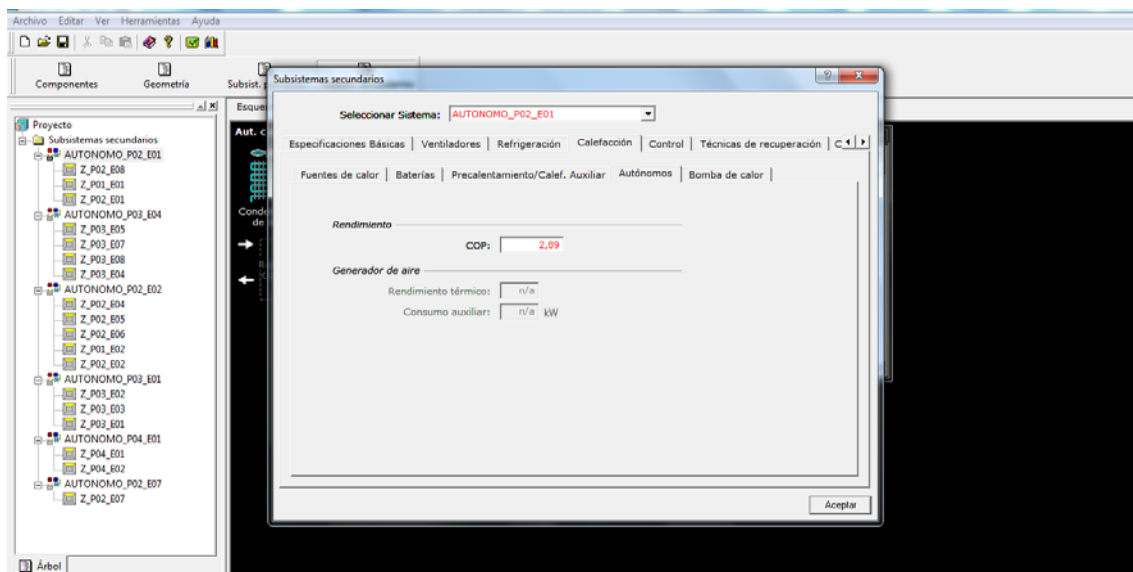 Archivo Editar Ver Herramientas Ayuda
Componentes Geometría Subsist.
Proyecto
Subsistemas secundarios
AUTONOMO_P02_E01
Z_P02_E08
Z_P01_E01
Z_P02_E01
AUTONOMO_P03_E04
Z_P03_E05
Z_P03_E07
Z_P03_E08
Z_P03_E04
AUTONOMO_P02_E02
Z_P02_E04
Z_P02_E05
Z_P02_E06
Z_P01_E02
Z_P02_E02
AUTONOMO_P03_E01
Z_P03_E02
Z_P03_E03
Z_P03_E01
AUTONOMO_P04_E01
Z_P04_E01
Z_P04_E02
AUTONOMO_P02_E07
Z_P02_E07
Árbol
Esque
Aut. c
Conde
de
Subsistemas secundarios
Seleccionar Sistema: AUTONOMO_P02_E01
Especificaciones Básicas Ventiladores Refrigeración Calefacción Control Técnicas de recuperación C
Fuentes de calor Baterías Precalentamiento/Calef. Auxiliar Autónomos Bomba de calor
Rendimiento
COP: 2,89
Generador de aire
Rendimiento térmico: n/a
Consumo auxiliar: n/a kW
Aceptar